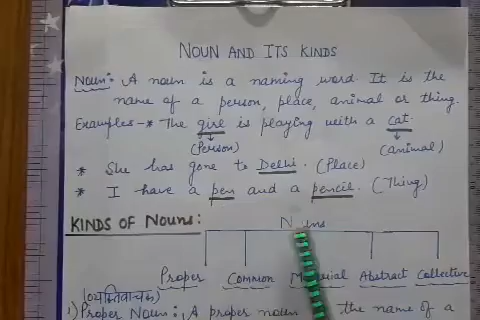 NOUN AND ITS KINDS
Noun:- A noun is a naming word. It is the
name of a person, place, animal or thing.
Examples-* The girl is playing with a cat.
(Person) (animal)
* She has gone to Delhi. (Place)
* I have a pen and a pencil. (Thing)
KINDS OF NOUNS:
Proper Common Abstract Collective
(व्यक्तिवाचक)
1) Proper Noun:- A proper noun the name of a